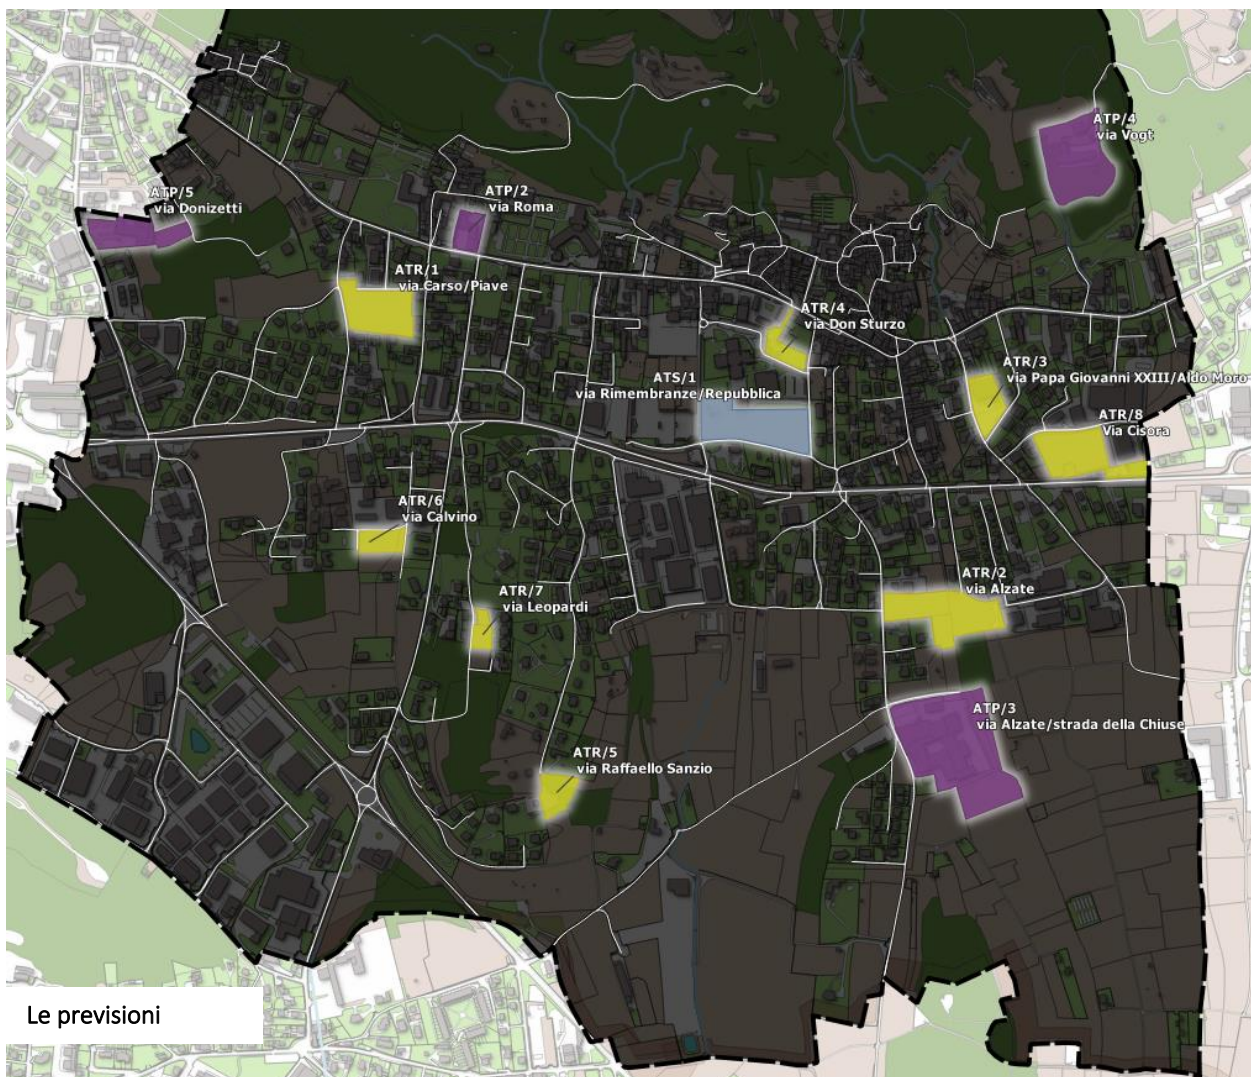 ATP/4
via Vogt
ATP/5
via Donizetti
ATP/2
via Roma
ATR/1
via Carso/Piave
ATR/4
via Don Sturzo
ATR/3
via Papa Giovanni XXIII/Aldo Moro
ATS/1
via Rimembranze/Repubblica
ATR/8
Via Cisora
ATR/6
via Calvino
ATR/7
via Leopardi
ATR/2
via Alzate
ATP/3
via Alzate/strada della Chiuse
ATR/5
via Raffaello Sanzio
Le previsioni